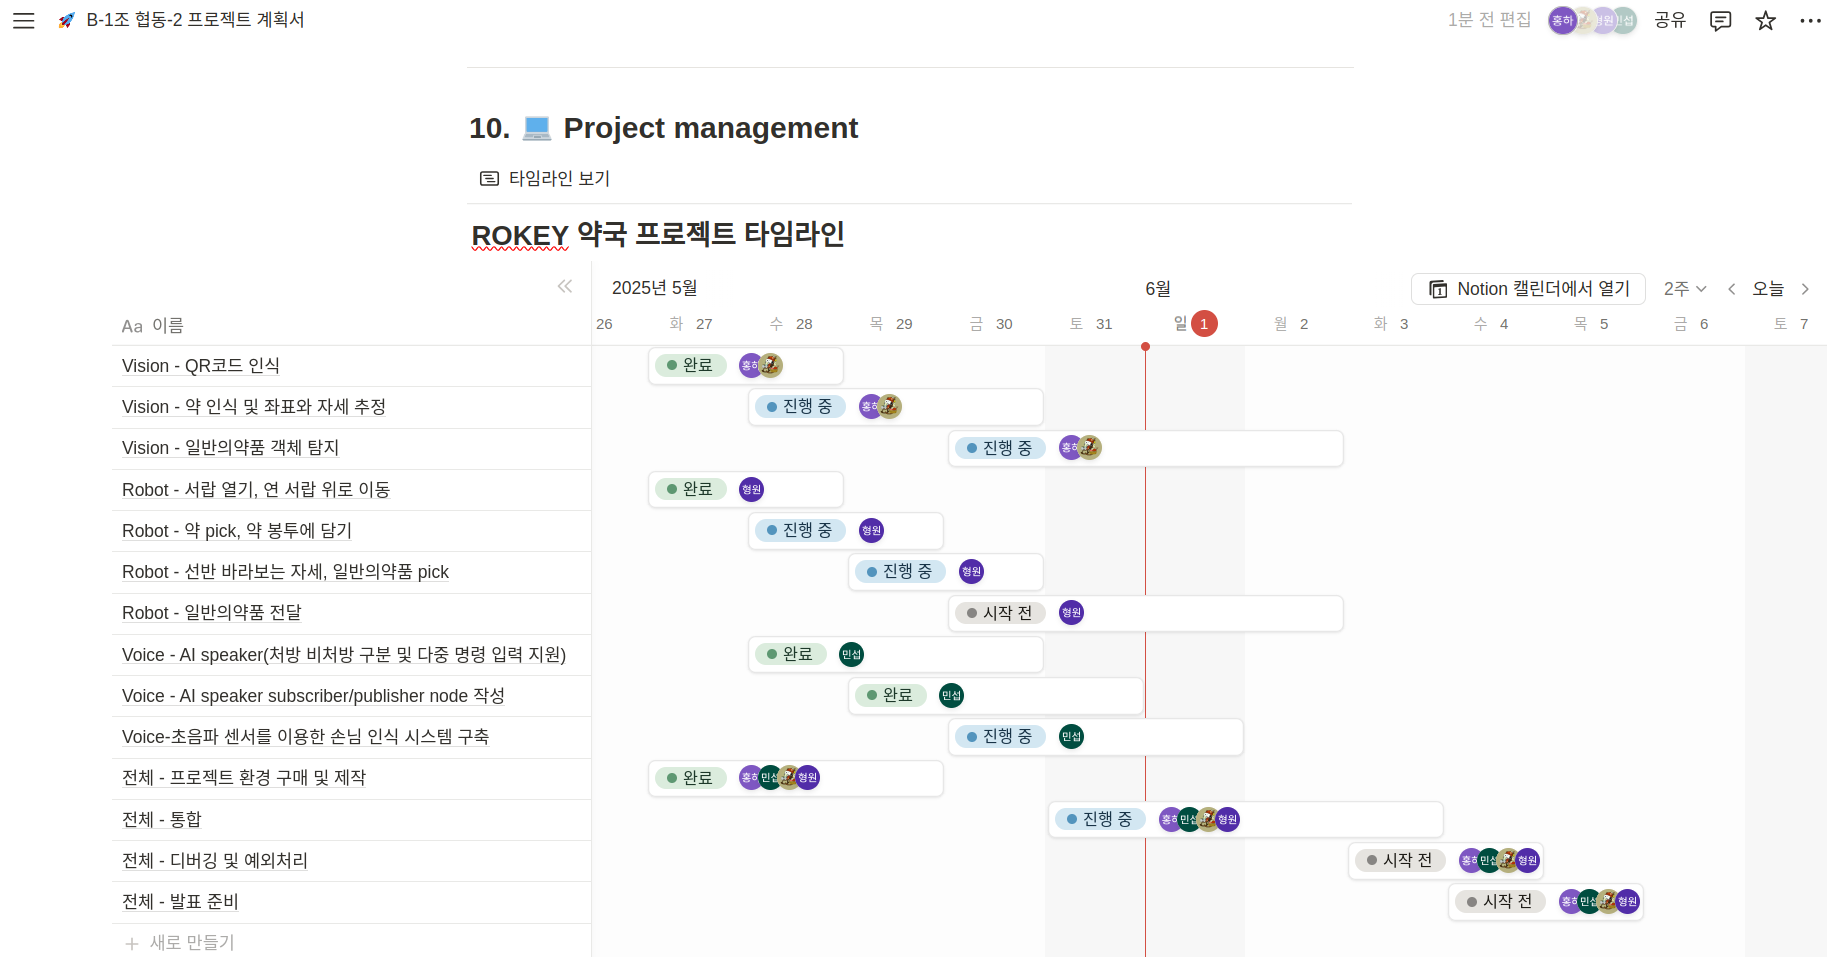 B-1조 협동-2 프로젝트 계획서
1분 전 편집
홍하
형원
민섭
공유
10. Project management
타임라인 보기
ROKEY 약국 프로젝트 타임라인
2025년 5월
6월
Notion 캘린더에서 열기
2주
오늘
Aa 이름
26 화 27 수 28 목 29 금 30 토 31 일 1 월 2 화 3 수 4 목 5 금 6 토 7
Vision - QR코드 인식
완료 홍하
Vision - 약 인식 및 좌표와 자세 추정
진행 중 홍하
Vision - 일반의약품 객체 탐지
진행 중 홍하
Robot - 서랍 열기, 연 서랍 위로 이동
완료 형원
Robot - 약 pick, 약 봉투에 담기
진행 중 형원
Robot - 선반 바라보는 자세, 일반의약품 pick
진행 중 형원
Robot - 일반의약품 전달
시작 전 형원
Voice - AI speaker(처방 비처방 구분 및 다중 명령 입력 지원)
완료 민섭
Voice - AI speaker subscriber/publisher node 작성
완료 민섭
Voice-초음파 센서를 이용한 손님 인식 시스템 구축
진행 중 민섭
전체 - 프로젝트 환경 구매 및 제작
완료 홍하 민섭 형원
전체 - 통합
진행 중 홍하 민섭 형원
전체 - 디버깅 및 예외처리
시작 전 홍하 민섭 형원
전체 - 발표 준비
시작 전 홍하 민섭 형원
새로 만들기